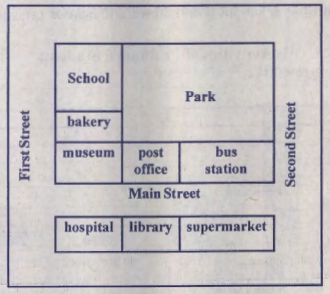 School
Park
bakery
First Street
Second Street
museum
post
office
bus
station
Main Street
hospital
library
supermarket